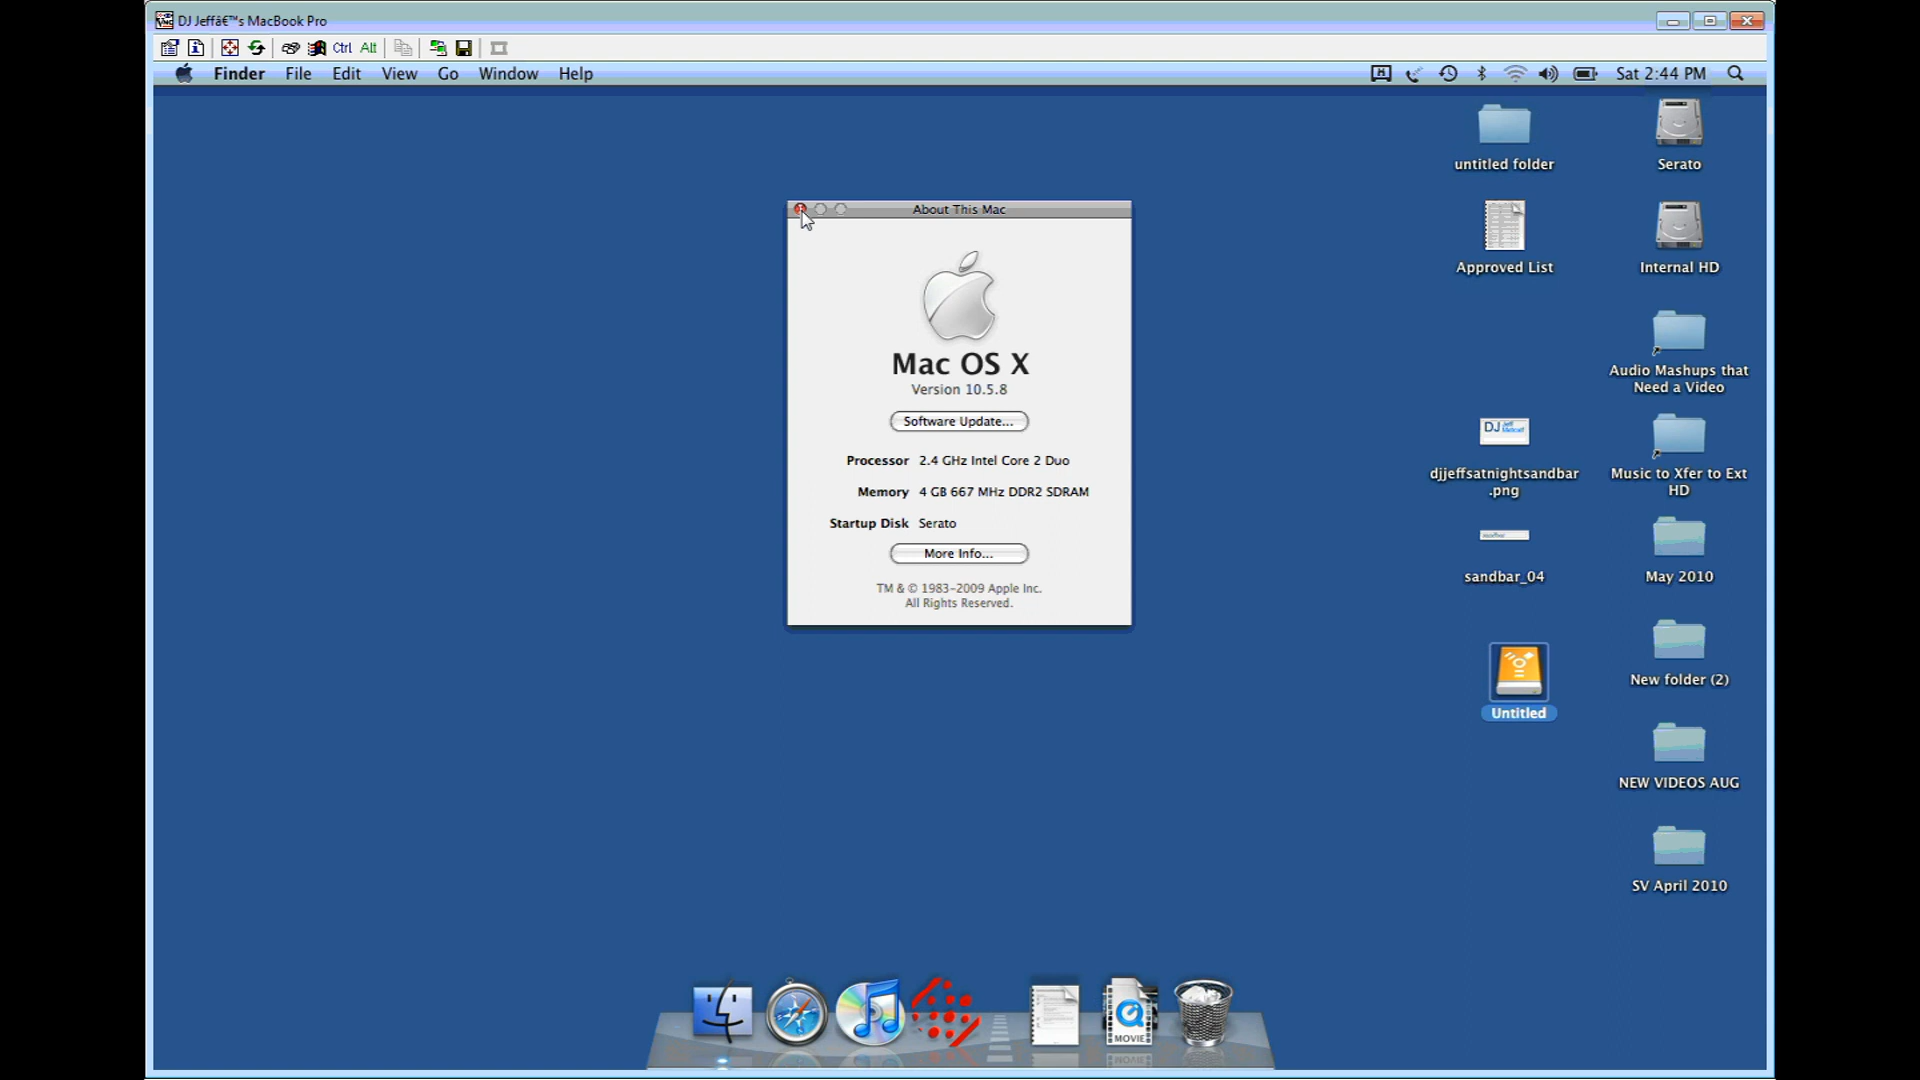 DJ Jeffâ€™s MacBook Pro
Ctrl Alt
Finder File Edit View Go Window Help
Sat 2:44 PM
untitled folder
Serato
Approved List
Internal HD
About This Mac
Mac OS X
Version 10.5.8
Software Update...
Processor 2.4 GHz Intel Core 2 Duo
Memory 4 GB 667 MHz DDR2 SDRAM
Startup Disk Serato
More Info...
TM & © 1983-2009 Apple Inc.
All Rights Reserved.
Audio Mashups that
Need a Video
DJ Jeff
djjeffsatnightsandbar
.png
Music to Xfer to Ext
HD
sandbar_04
May 2010
Untitled
New folder (2)
NEW VIDEOS AUG
SV April 2010
MOVIE